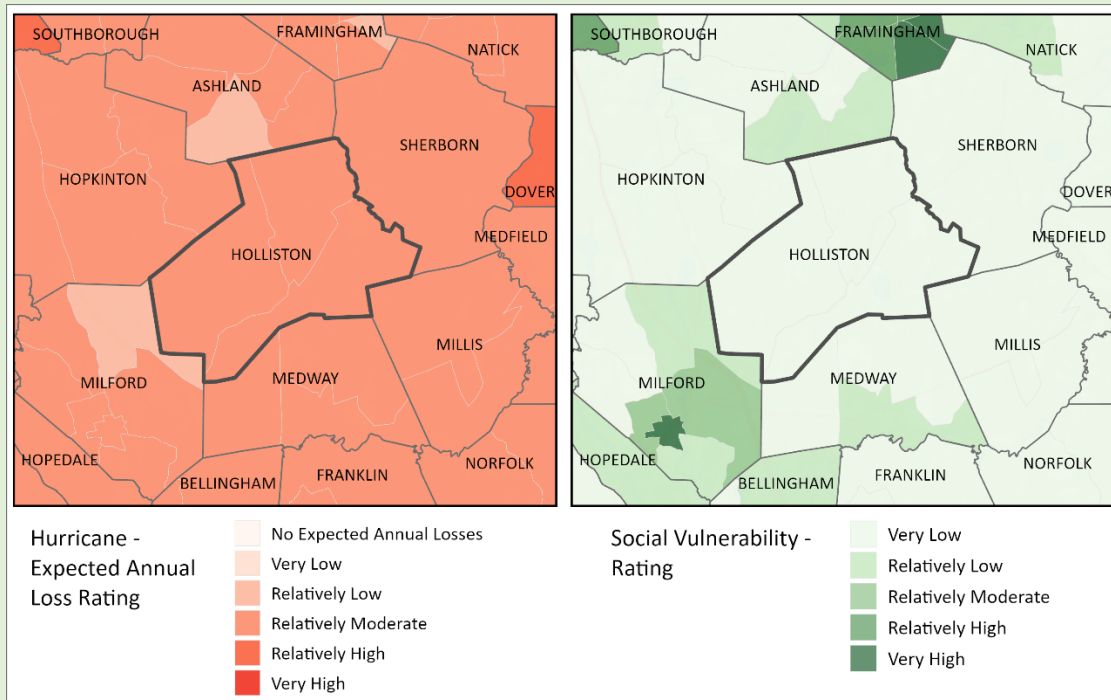 SOUTHBOROUGH
FRAMINGHAM
NATICK
ASHLAND
SHERBORN
HOPKINTON
DOVER
MEDFIELD
HOLLISTON
MILLIS
MILFORD
MEDWAY
HOPEDALE
BELLINGHAM
FRANKLIN
NORFOLK
SOUTHBOROUGH
FRAMINGHAM
NATICK
ASHLAND
SHERBORN
HOPKINTON
DOVER
MEDFIELD
HOLLISTON
MILLIS
MILFORD
MEDWAY
HOPEDALE
BELLINGHAM
FRANKLIN
NORFOLK
Hurricane -
Expected Annual
Loss Rating
No Expected Annual Losses
Very Low
Relatively Low
Relatively Moderate
Relatively High
Very High
Social Vulnerability -
Rating
Very Low
Relatively Low
Relatively Moderate
Relatively High
Very High